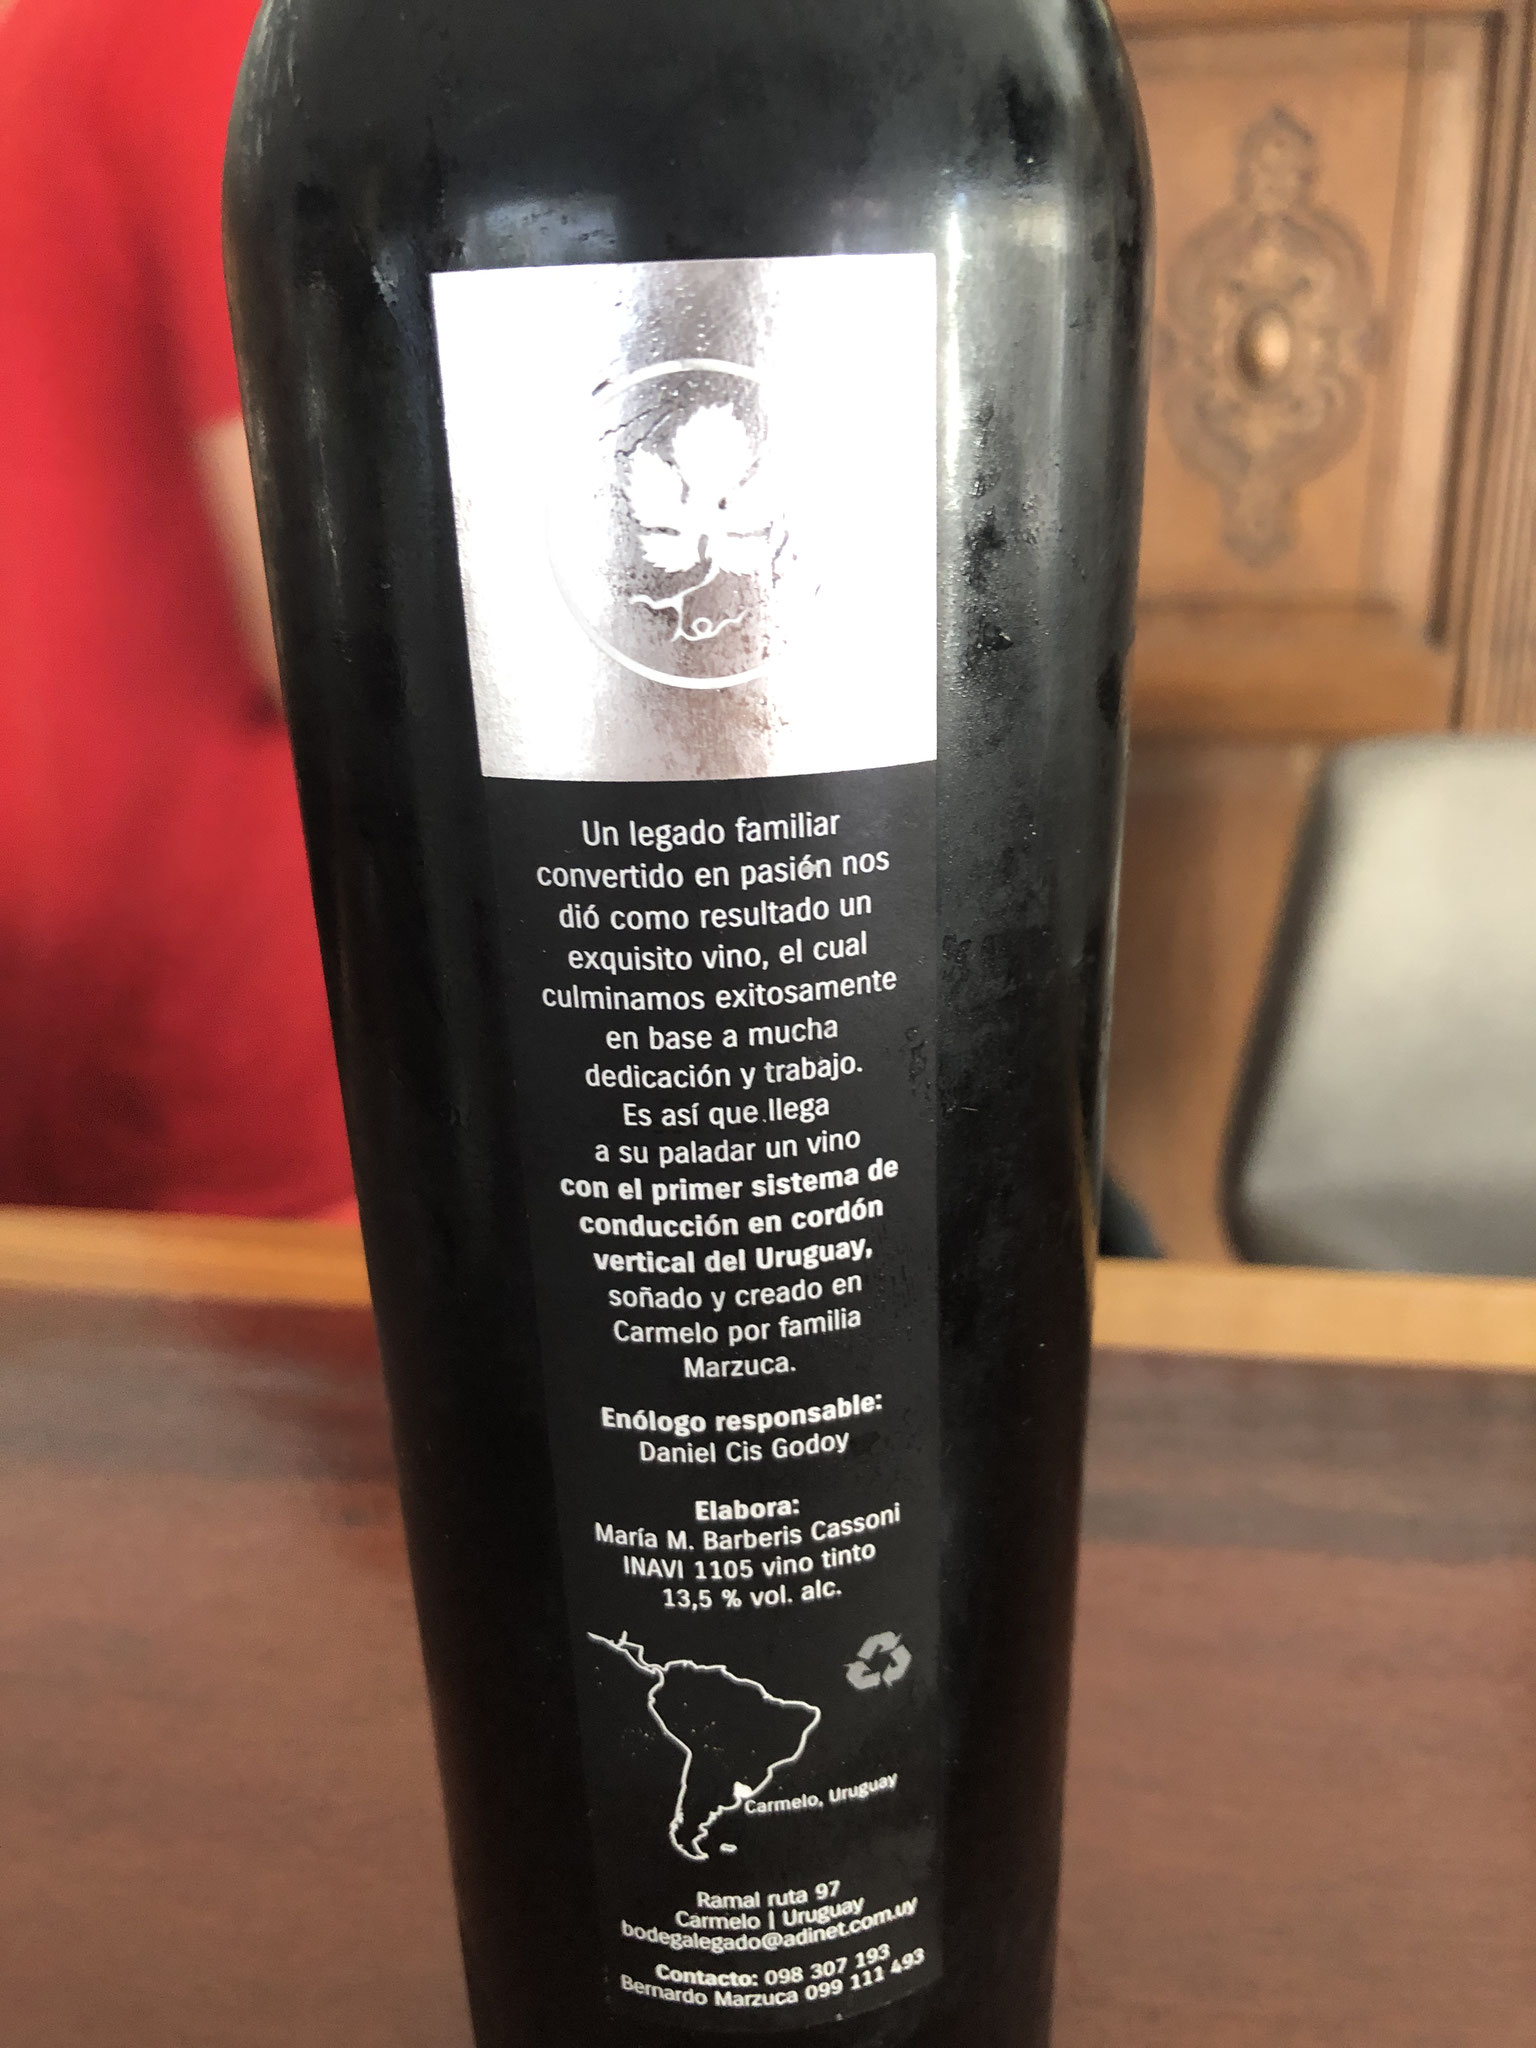 Un legado familiar
convertido en pasión nos
dió como resultado un
exquisito vino, el cual
culminamos exitosamente
en base a mucha
dedicación y trabajo.
Es así que llega
a su paladar un vino
con el primer sistema de
conducción en cordón
vertical del Uruguay,
soñado y creado en
Carmelo por familia
Marzuca.
Enólogo responsable:
Daniel Cis Godoy
Elabora:
María M. Barberis Cassoni
INAVI 1105 vino tinto
13,5 % vol. alc.
Carmelo, Uruguay
Ramal ruta 97
Carmelo | Uruguay
bodegalegado@adinet.com.uy
Contacto: 098 307 193
Bernardo Marzuca 099 111 493